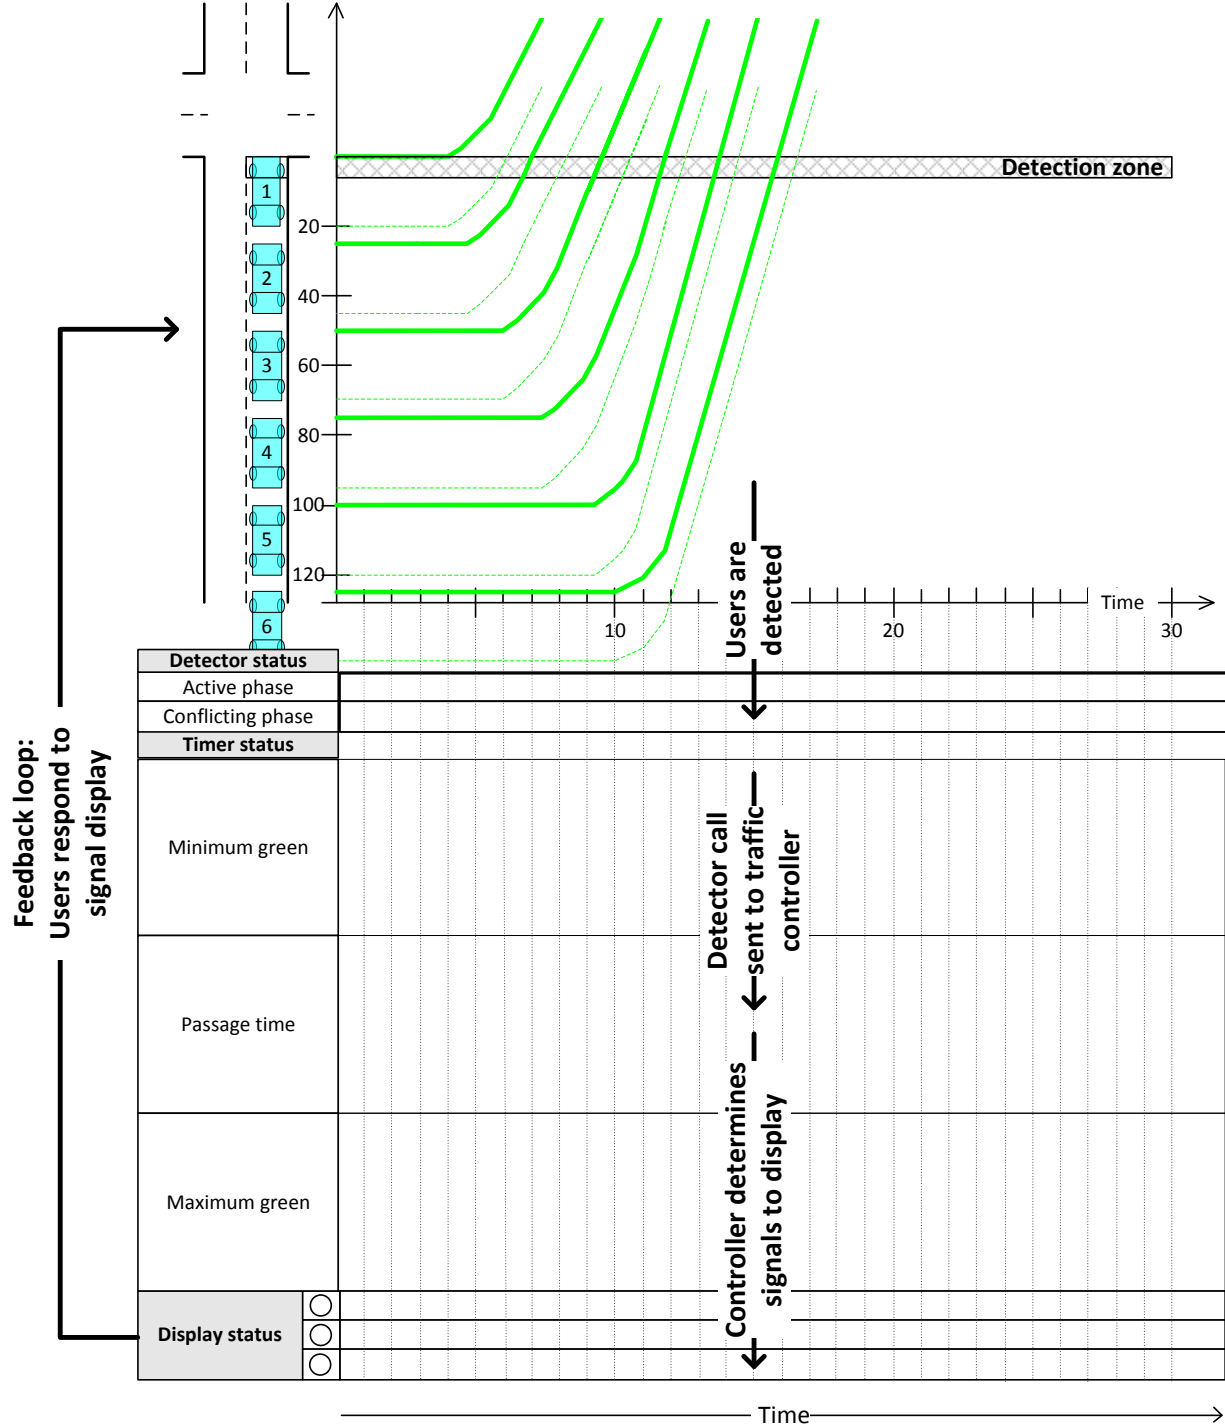 Detection zone
1
2
3
4
5
6
20
40
60
80
100
120
10
20
30
Time
Users are
detected
Detector status
Active phase
Conflicting phase
Timer status
Minimum green
Passage time
Maximum green
Display status
Detector call
sent to traffic
controller
Controller determines
signals to display
Feedback loop:
Users respond to
signal display
Time